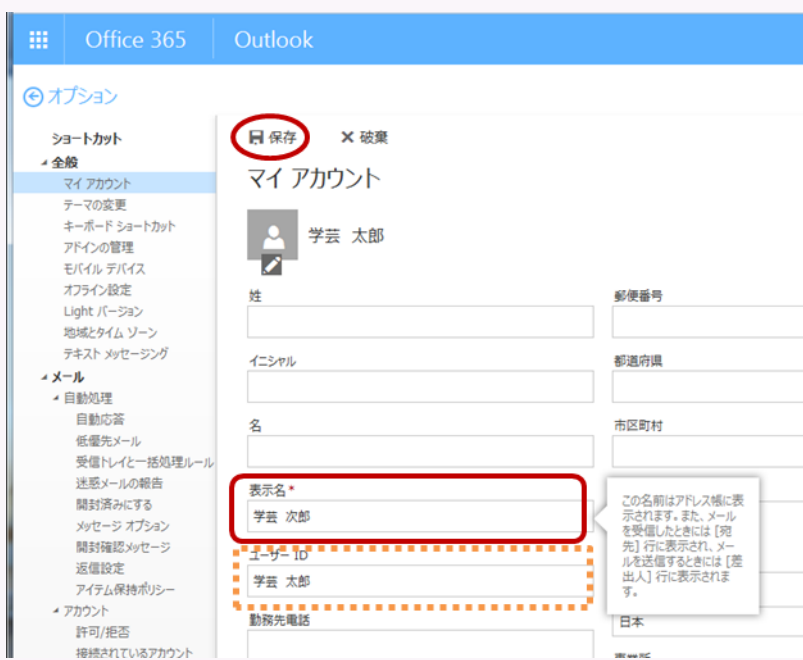 Office 365 Outlook
オプション
ショートカット
全般
マイ アカウント
テーマの変更
キーボード ショートカット
アドインの管理
モバイル デバイス
オフライン設定
Light バージョン
地域とタイム ゾーン
テキスト メッセージング
メール
自動処理
自動応答
低優先メール
受信トレイと一括処理ルール
迷惑メールの報告
開封済みにする
メッセージ オプション
開封確認メッセージ
返信設定
アイテム保持ポリシー
アカウント
許可/拒否
接続されているアカウント
保存 破棄
マイ アカウント
学芸 太郎
姓
イニシャル
名
表示名*
学芸 次郎
ユーザー ID
学芸 太郎
勤務先電話
郵便番号
都道府県
市区町村
この名前はアドレス帳に表
示されます。また、メール
を受信したときには [宛
先] 行に表示され、メー
ルを送信するときには [差
出人] 行に表示されま
す。
日本